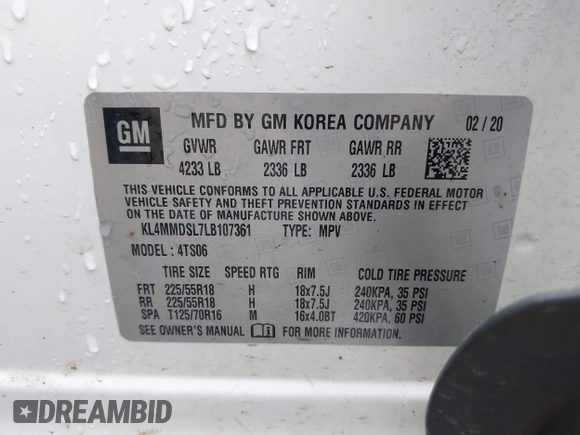 GM
MFD BY GM KOREA COMPANY 02 / 20
GVWR GAWR FRT GAWR RR
4233 LB 2336 LB 2336 LB
THIS VEHICLE CONFORMS TO ALL APPLICABLE U.S. FEDERAL MOTOR
VEHICLE SAFETY AND THEFT PREVENTION STANDARDS IN EFFECT
ON THE DATE OF MANUFACTURE SHOWN ABOVE.
KL4MMDSL7LB107361 TYPE: MPV
MODEL : 4TS06
TIRE SIZE SPEED RTG RIM COLD TIRE PRESSURE
FRT 225/55R18 H 18x7.5J 240KPA, 35 PSI
RR 225/55R18 H 18x7.5J 240KPA, 35 PSI
SPA T125/70R16 M 16x4.0BT 420KPA, 60 PSI
SEE OWNER'S MANUAL FOR MORE INFORMATION
DREAMBID